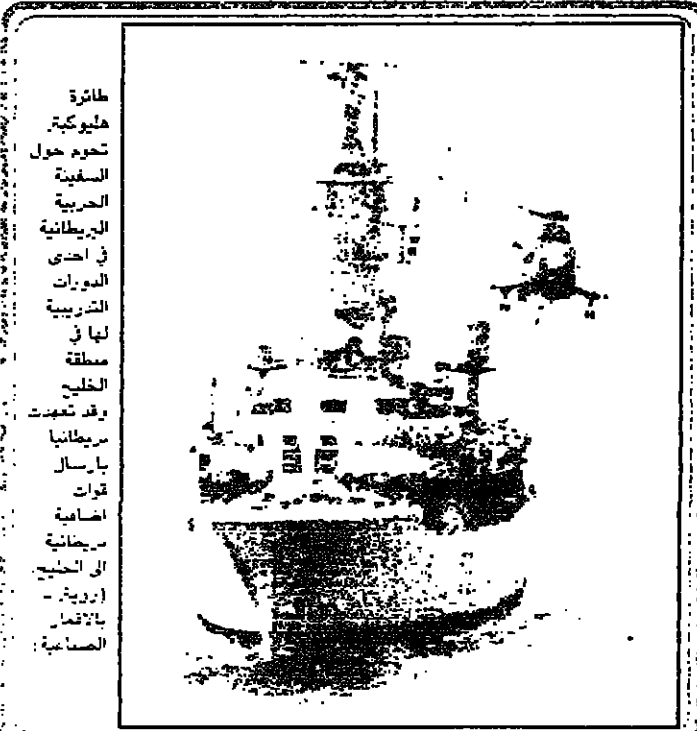 طائرة
هليوكبتر
تحوم حول
السفينة
الحربية
البريطانية
في احدى
الدورات
التدريبية
لها في
منطقة
الخليج
وقد تعهدت
بريطانيا
بارسال
قوات
اضافية
بريطانية
الى الخليج
(رويتر -
بالاقمار
الصناعية)